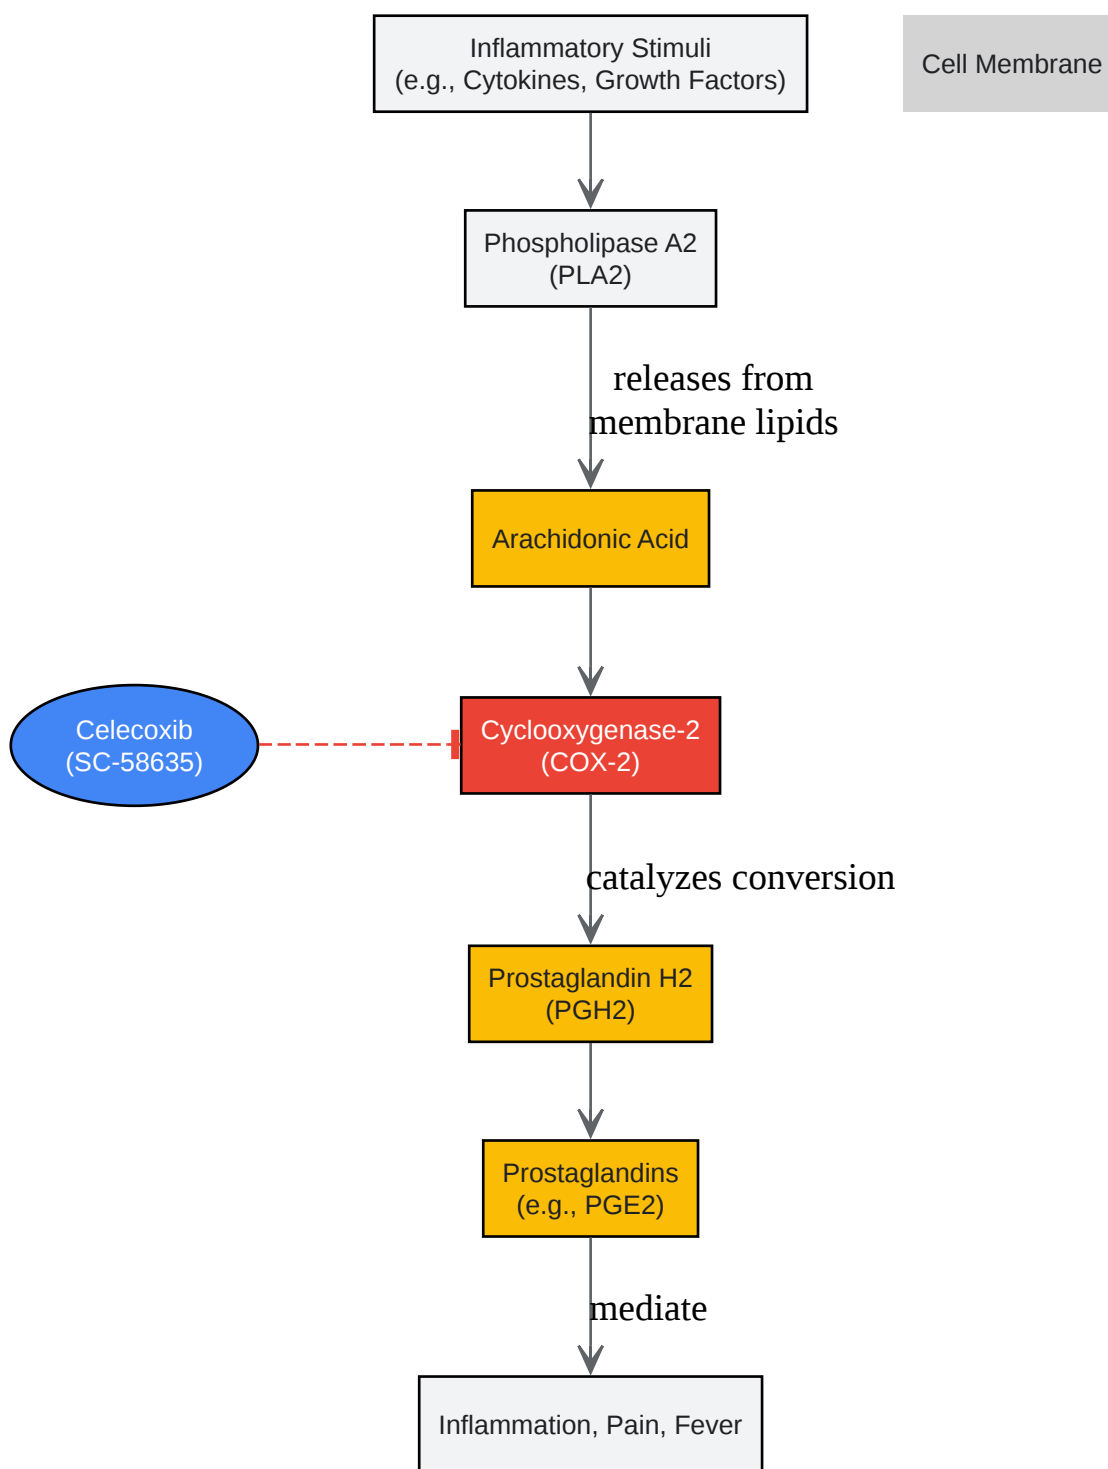 Inflammatory Stimuli
(e.g., Cytokines, Growth Factors)
Cell Membrane
Phospholipase A2
(PLA2)
releases from
membrane lipids
Arachidonic Acid
Celecoxib
(SC-58635)
Cyclooxygenase-2
(COX-2)
catalyzes conversion
Prostaglandin H2
(PGH2)
Prostaglandins
(e.g., PGE2)
mediate
Inflammation, Pain, Fever